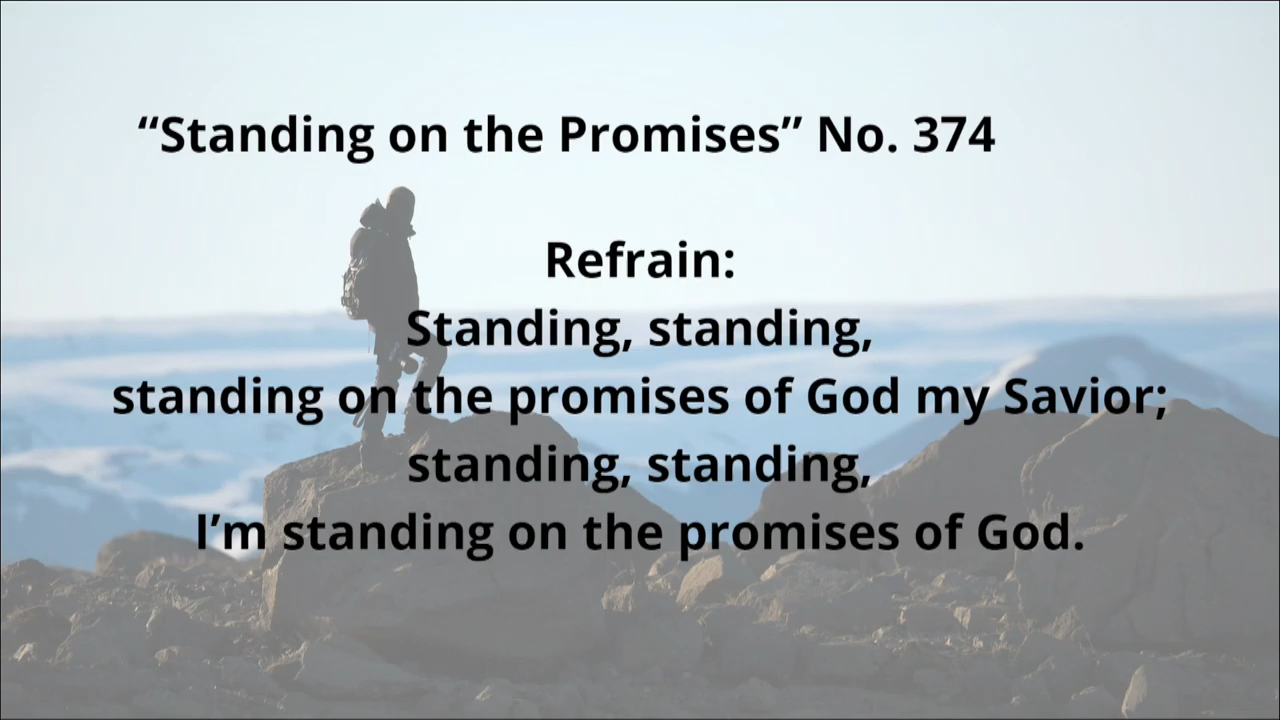 “Standing on the Promises” No. 374
Refrain:
Standing, standing,
standing on the promises of God my Savior;
standing, standing,
I’m standing on the promises of God.